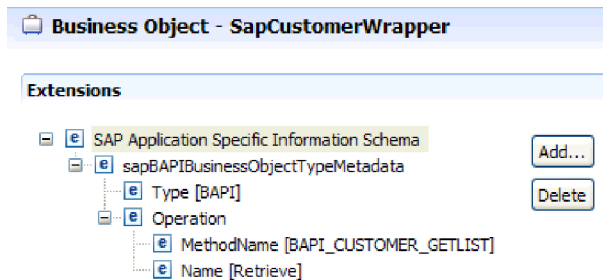 Business Object - SapCustomerWrapper
Extensions
e SAP Application Specific Information Schema
Add...
e sapBAPIBusinessObjectTypeMetadata
e Type [BAPI]
Delete
e Operation
e MethodName [BAPI_CUSTOMER_GETLIST]
e Name [Retrieve]